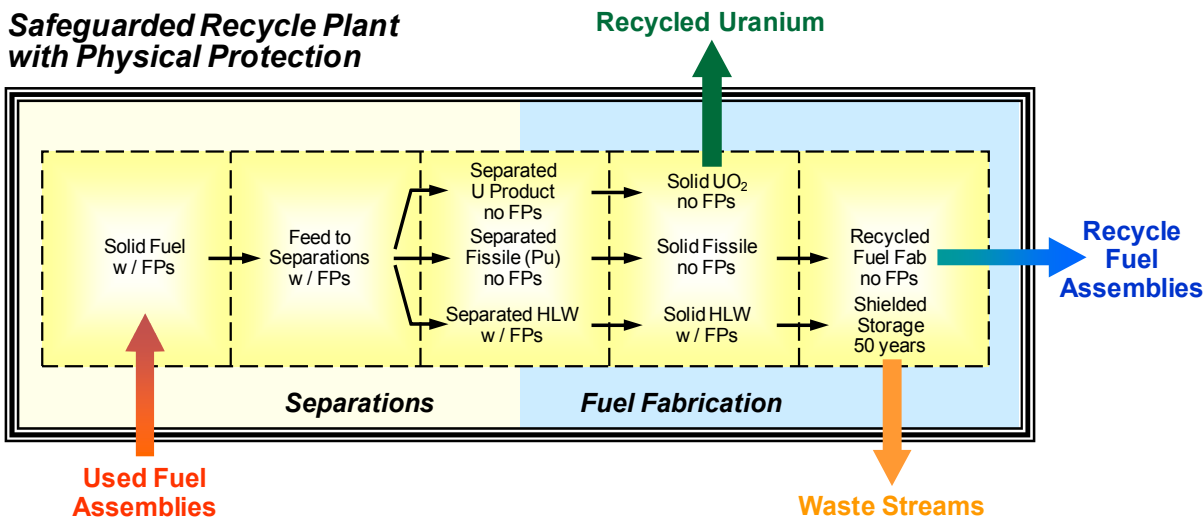 Safeguarded Recycle Plant
with Physical Protection
Recycled Uranium
Solid Fuel
w / FPs
Feed to
Separations
w / FPs
Separated
U Product
no FPs
Separated
Fissile (Pu)
no FPs
Separated HLW
w / FPs
Solid UO₂
no FPs
Solid Fissile
no FPs
Solid HLW
w / FPs
Recycled
Fuel Fab
no FPs
Shielded
Storage
50 years
Recycle
Fuel
Assemblies
Separations
Fuel Fabrication
Used Fuel
Assemblies
Waste Streams